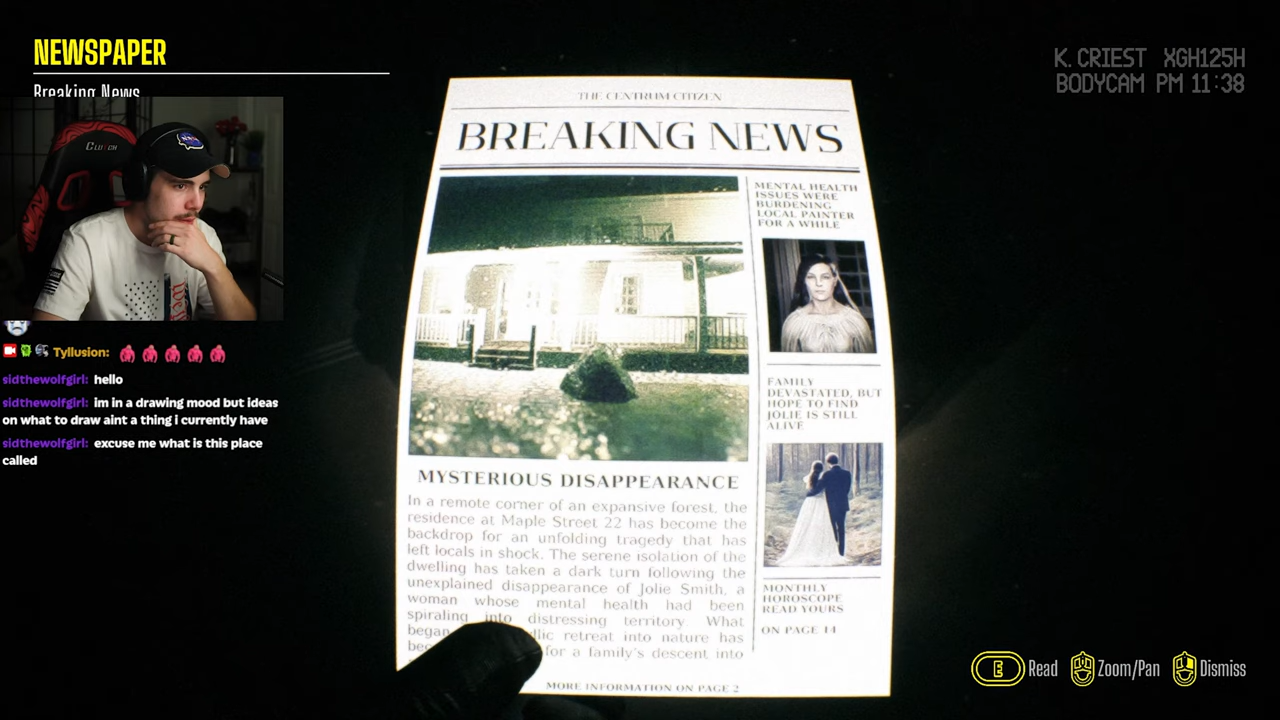 NEWSPAPER
Breaking News
K. CRIEST XGH125H
BODYCAM PM 11:38
THE CENTRUM CITIZEN
BREAKING NEWS
MENTAL HEALTH
ISSUES WERE
BURDENING
LOCAL PAINTER
FOR A WHILE
FAMILY
DEVASTATED, BUT
HOPE TO FIND
JOLIE IS STILL
ALIVE
MONTHLY
HOROSCOPE
READ YOURS
ON PAGE 14
MYSTERIOUS DISAPPEARANCE
In a remote corner of an expansive forest, the
residence at Maple Street 22 has become the
backdrop for an unfolding tragedy that has
left locals in shock. The serene isolation of the
dwelling has taken a dark turn following the
unexplained disappearance of Jolie Smith, a
woman whose mental health had been
spiraling into distressing territory. What
began retreat into nature has
for a family's descent into
MORE INFORMATION ON PAGE 2
CLUTCH
NASA
We
Tyllusion:
sidthewolfgirl: hello
sidthewolfgirl: im in a drawing mood but ideas
on what to draw aint a thing i currently have
sidthewolfgirl: excuse me what is this place
called
E Read
Zoom/Pan
Dismiss